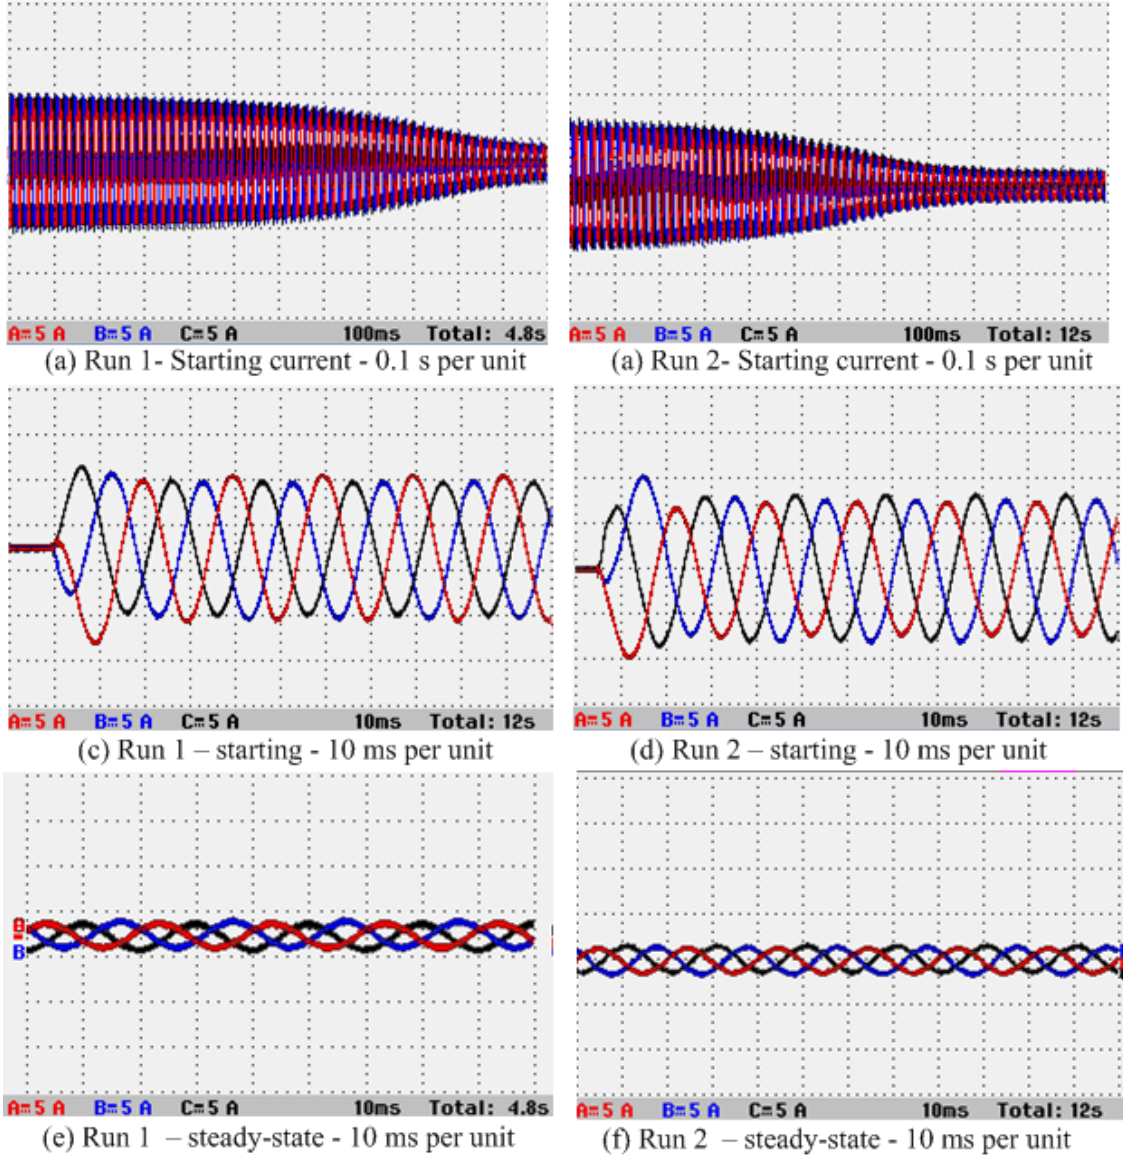 A=5 A B=5 A C=5 A 100ms Total: 4.8s
A=5 A B=5 A C=5 A 100ms Total: 12s
(a) Run 1- Starting current - 0.1 s per unit
(a) Run 2- Starting current - 0.1 s per unit
A=5 A B=5 A C=5 A 10ms Total: 12s
A=5 A B=5 A C=5 A 10ms Total: 12s
(c) Run 1 – starting - 10 ms per unit
(d) Run 2 – starting - 10 ms per unit
B
A=5 A B=5 A C=5 A 10ms Total: 4.8s
A=5 A B=5 A C=5 A 10ms Total: 12s
(e) Run 1 – steady-state - 10 ms per unit
(f) Run 2 – steady-state - 10 ms per unit